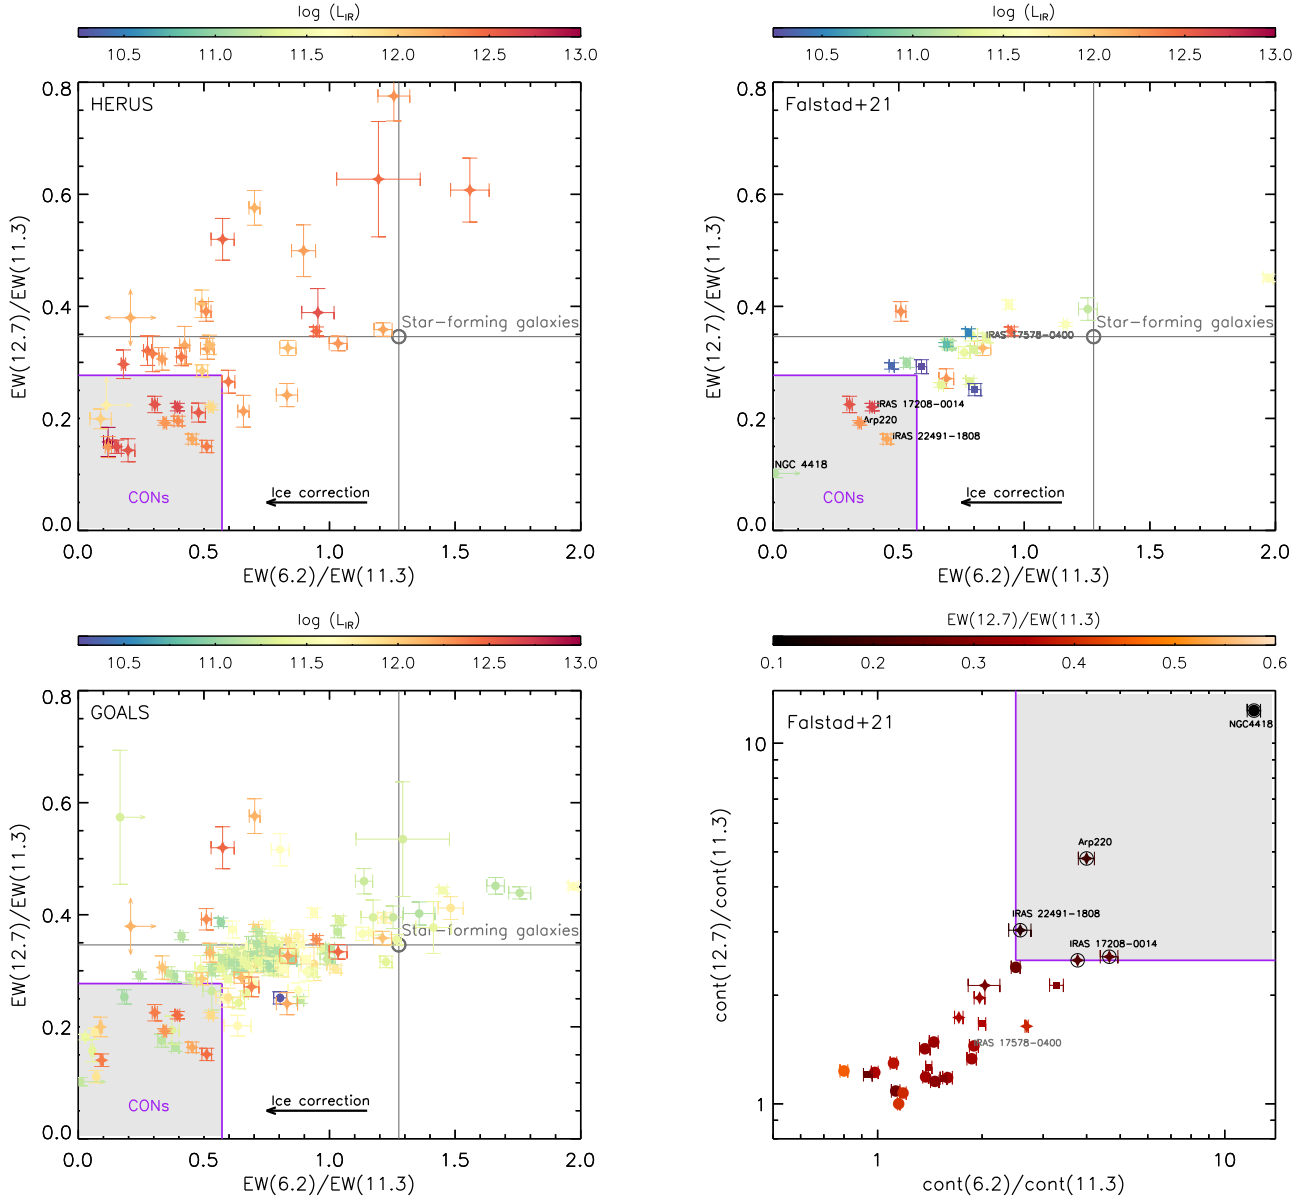 log (L_IR)
10.5 11.0 11.5 12.0 12.5 13.0
HERUS
EW(12.7)/EW(11.3)
0.8
0.6
0.4
0.2
0.0
Star-forming galaxies
CONs
Ice correction
0.0 0.5 1.0 1.5 2.0
EW(6.2)/EW(11.3)
log (L_IR)
10.5 11.0 11.5 12.0 12.5 13.0
Falstad+21
EW(12.7)/EW(11.3)
0.8
0.6
0.4
0.2
0.0
Star-forming galaxies
IRAS 17578-0400
IRAS 17208-0014
Arp220
IRAS 22491-1808
NGC 4418
CONs
Ice correction
0.0 0.5 1.0 1.5 2.0
EW(6.2)/EW(11.3)
log (L_IR)
10.5 11.0 11.5 12.0 12.5 13.0
GOALS
EW(12.7)/EW(11.3)
0.8
0.6
0.4
0.2
0.0
Star-forming galaxies
CONs
Ice correction
0.0 0.5 1.0 1.5 2.0
EW(6.2)/EW(11.3)
EW(12.7)/EW(11.3)
0.1 0.2 0.3 0.4 0.5 0.6
Falstad+21
cont(12.7)/cont(11.3)
10
1
NGC4418
Arp220
IRAS 22491-1808
IRAS 17208-0014
IRAS 17578-0400
1 10
cont(6.2)/cont(11.3)